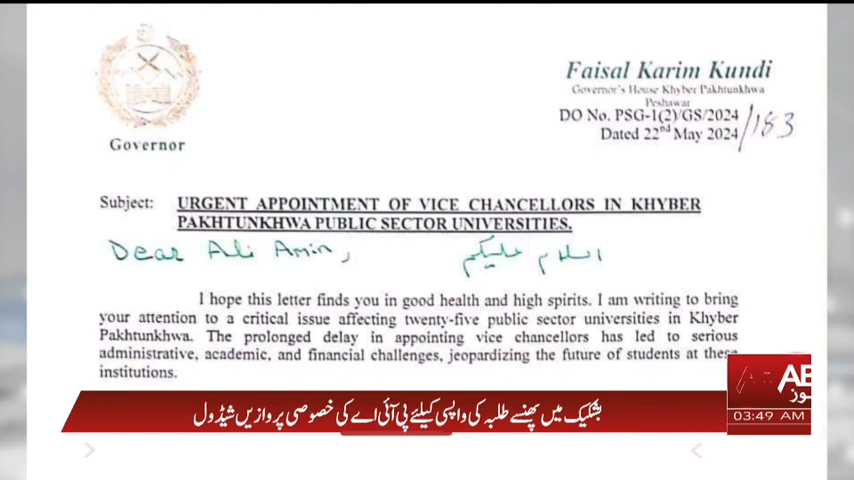 Faisal Karim Kundi
Governor's House Khyber Pakhtunkhwa
Peshawar
DO No. PSG-1(2)/GS/2024/183
Dated 22nd May 2024
Governor
Subject: URGENT APPOINTMENT OF VICE CHANCELLORS IN KHYBER
PAKHTUNKHWA PUBLIC SECTOR UNIVERSITIES.
Dear Ali Amin, اسلام علیکم
I hope this letter finds you in good health and high spirits. I am writing to bring
your attention to a critical issue affecting twenty-five public sector universities in Khyber
Pakhtunkhwa. The prolonged delay in appointing vice chancellors has led to serious
administrative, academic, and financial challenges, jeopardizing the future of students at these
institutions.
AB
نیوز
بشکیک میں پھنسے طلبہ کی واپسی کیلئے پی آئی اے کی خصوصی پروازیں شیڈول
03:49 AM